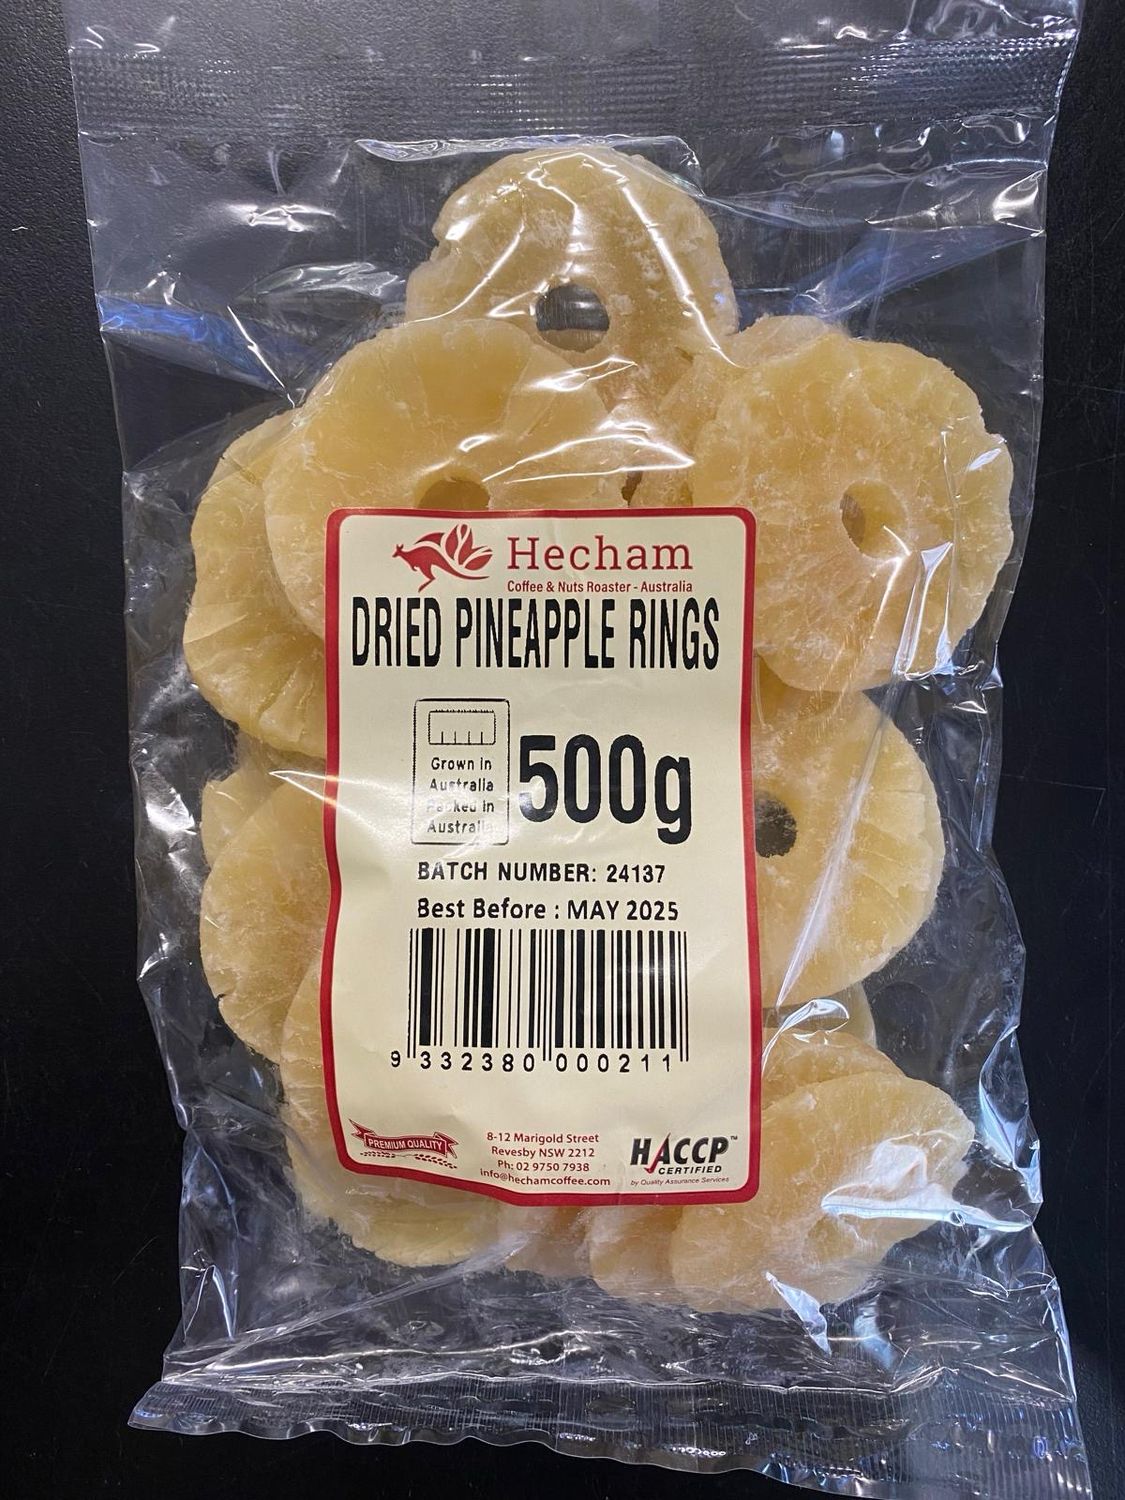 Hecham
Coffee & Nuts Roaster - Australia
DRIED PINEAPPLE RINGS
Grown in
Australia
Packed in
Australia
500g
BATCH NUMBER: 24137
Best Before : MAY 2025
9 332380 000211
PREMIUM QUALITY
8-12 Marigold Street
Revesby NSW 2212
Ph: 02 9750 7938
info@hechamcoffee.com
HACCP™
CERTIFIED
by Quality Assurance Services